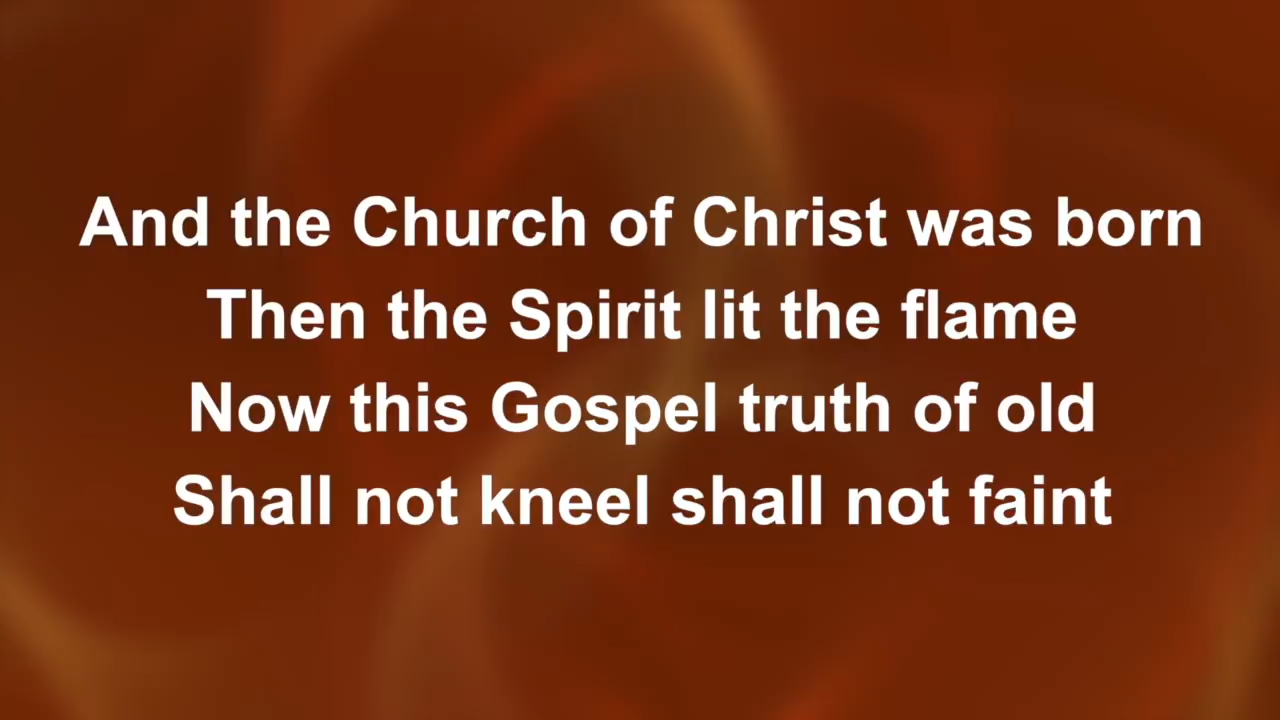 And the Church of Christ was born
Then the Spirit lit the flame
Now this Gospel truth of old
Shall not kneel shall not faint